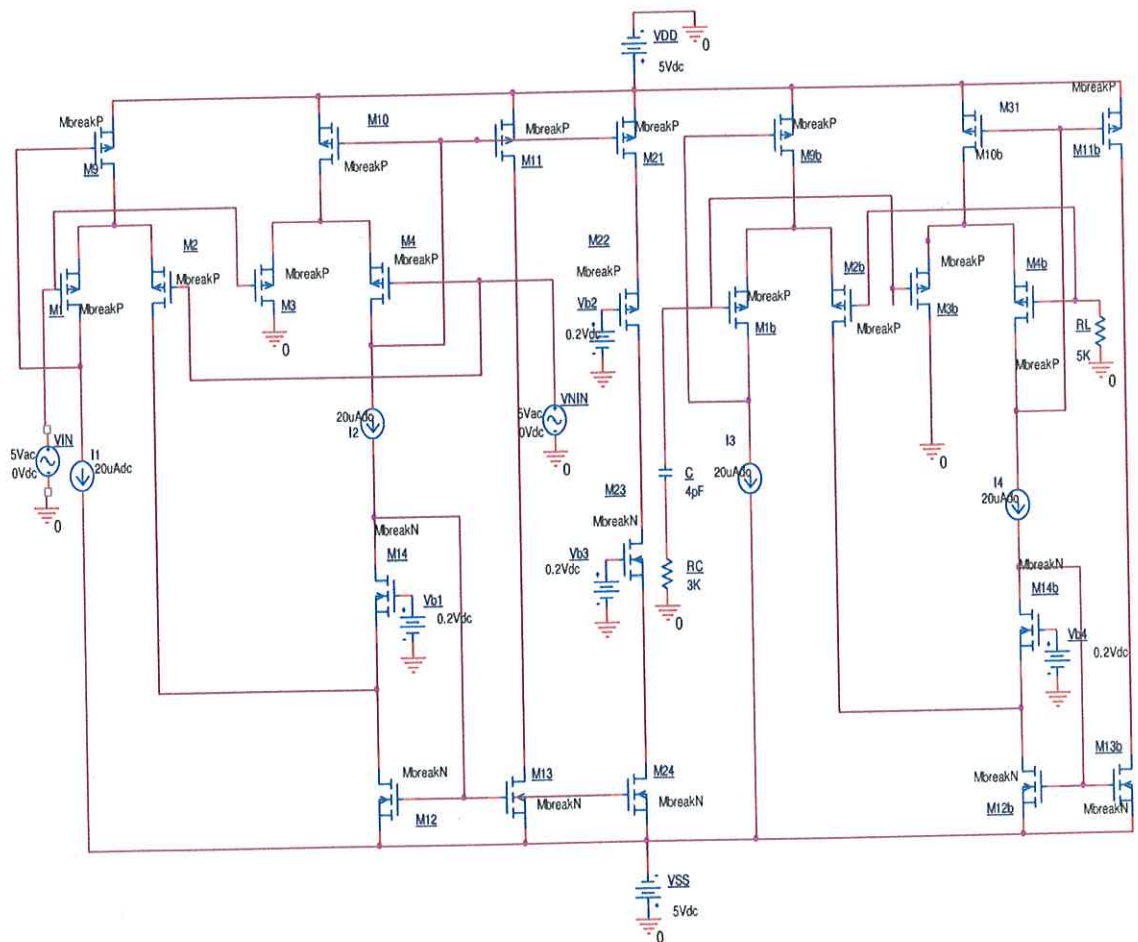 VDD
0
5Vdc
MbreakP
M9
M10
MbreakP
MbreakP
M11
MbreakP
M21
MbreakP
M9b
M31
MbreakP
M10b
MbreakP
M11b
M2
MbreakP
M1
MbreakP
M4
MbreakP
M3
MbreakP
0
M22
MbreakP
Vb2
0.2Vdc
MbreakP
M1b
M2b
MbreakP
MbreakP
M3b
M4b
MbreakP
RL
5K
0
VIN
5Vac
0Vdc
0
I1
20uAdc
20uAdc
I2
5Vac
VNIN
0Vdc
0
I3
20uAdc
C
4pF
0
I4
20uAdc
MbreakN
M14
Vb1
0.2Vdc
M23
MbreakN
Vb3
0.2Vdc
RC
3K
0
MbreakN
M14b
Vb4
0.2Vdc
MbreakN
M12
M13
MbreakN
M24
MbreakN
MbreakN
M12b
M13b
MbreakN
VSS
5Vdc
0